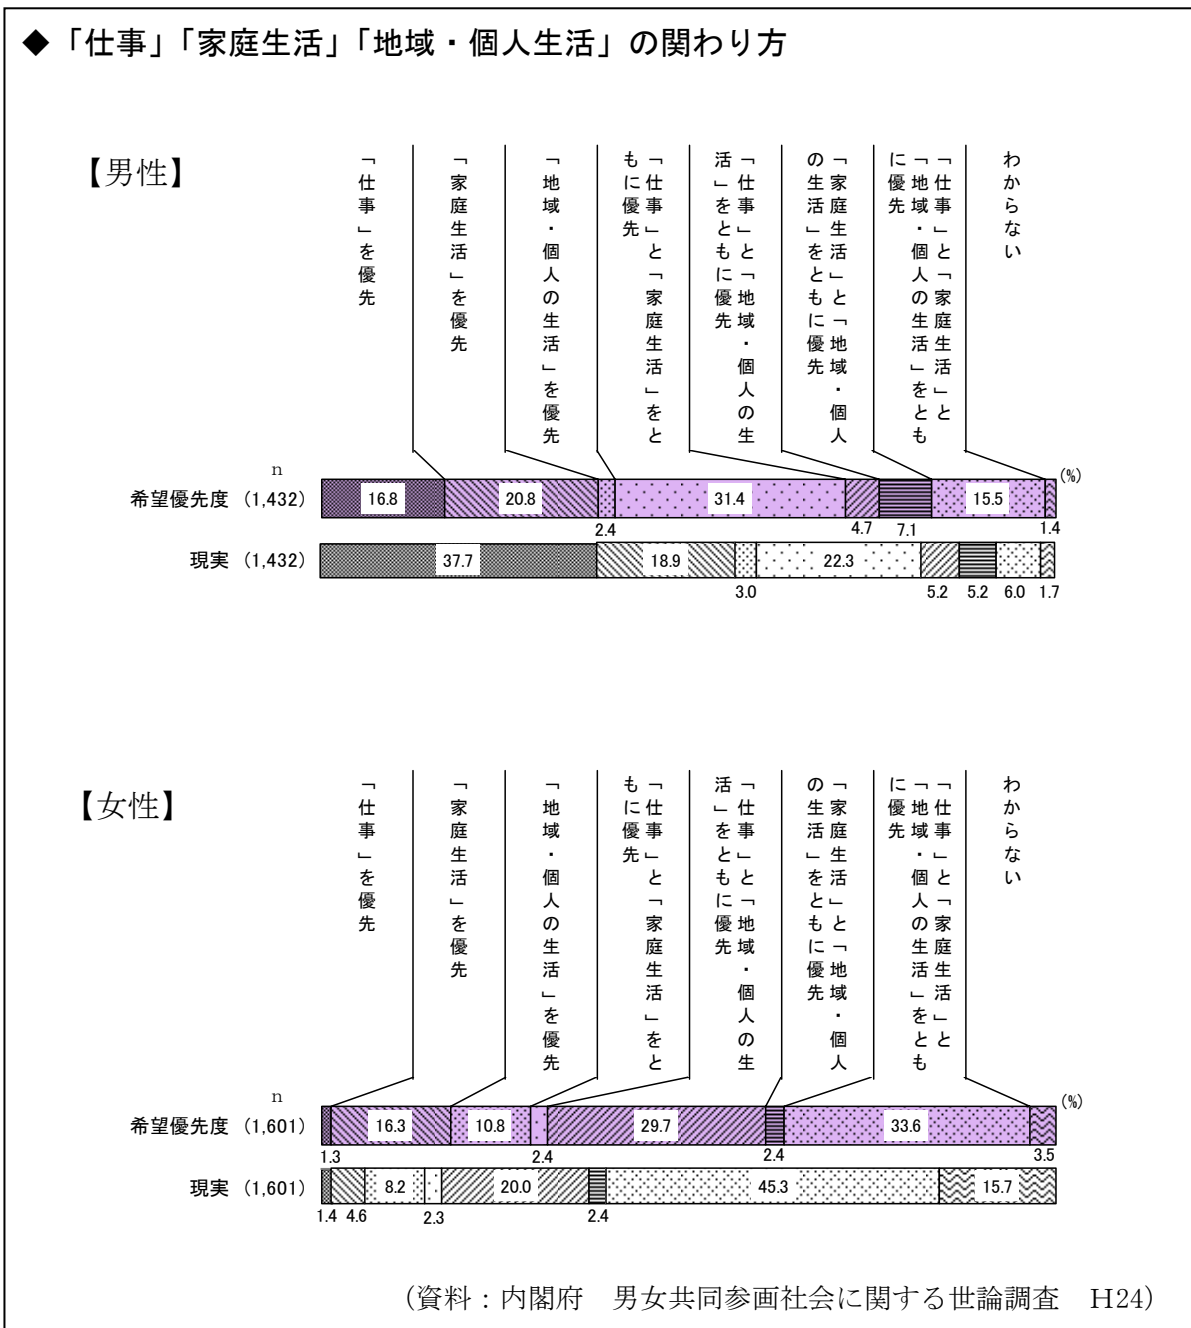 ◆「仕事」「家庭生活」「地域・個人生活」の関わり方
【男性】
「仕事」を優先
「家庭生活」を優先
「地域・個人の生活」を優先
「仕事」と「家庭生活」をと
もに優先
「仕事」と「地域・個人の生
活」をともに優先
「家庭生活」と「地域・個人
の生活」をともに優先
「仕事」と「家庭生活」と
「地域・個人の生活」をとも
に優先
わからない
n
(%)
希望優先度 (1,432)
16.8
20.8
2.4
31.4
4.7
7.1
15.5
1.4
現実 (1,432)
37.7
18.9
3.0
22.3
5.2
5.2
6.0
1.7
【女性】
「仕事」を優先
「家庭生活」を優先
「地域・個人の生活」を優先
「仕事」と「家庭生活」をと
もに優先
「仕事」と「地域・個人の生
活」をともに優先
「家庭生活」と「地域・個人
の生活」をともに優先
「仕事」と「家庭生活」と
「地域・個人の生活」をとも
に優先
わからない
n
(%)
希望優先度 (1,601)
1.3
16.3
10.8
2.4
29.7
2.4
33.6
3.5
現実 (1,601)
1.4
4.6
8.2
2.3
20.0
2.4
45.3
15.7
(資料:内閣府 男女共同参画社会に関する世論調査 H24)